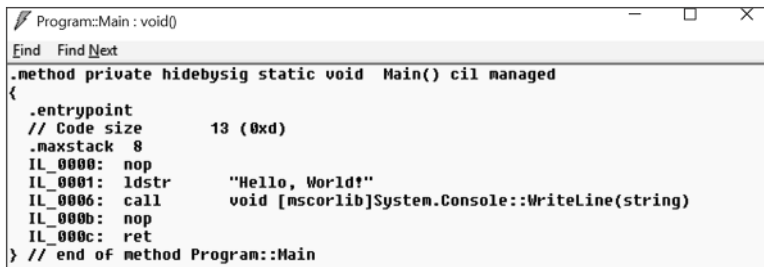 Program::Main : void()
Find Find Next
.method private hidebysig static void  Main() cil managed
{
  .entrypoint
  // Code size       13 (0xd)
  .maxstack  8
  IL_0000:  nop
  IL_0001:  ldstr      "Hello, World!"
  IL_0006:  call       void [mscorlib]System.Console::WriteLine(string)
  IL_000b:  nop
  IL_000c:  ret
} // end of method Program::Main